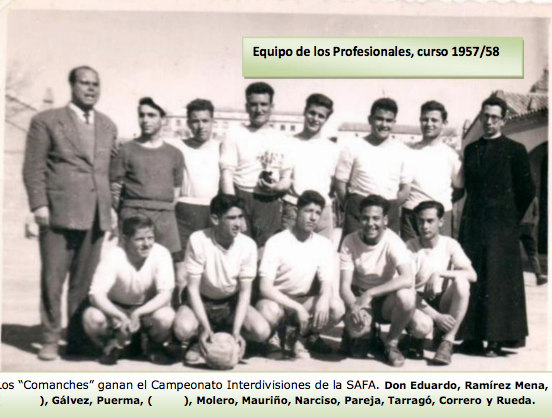 Equipo de los Profesionales, curso 1957/58
Los “Comanches” ganan el Campeonato Interdivisiones de la SAFA. Don Eduardo, Ramírez Mena,
), Gálvez, Puerma, ( ), Molero, Mauriño, Narciso, Pareja, Tarragó, Correro y Rueda.